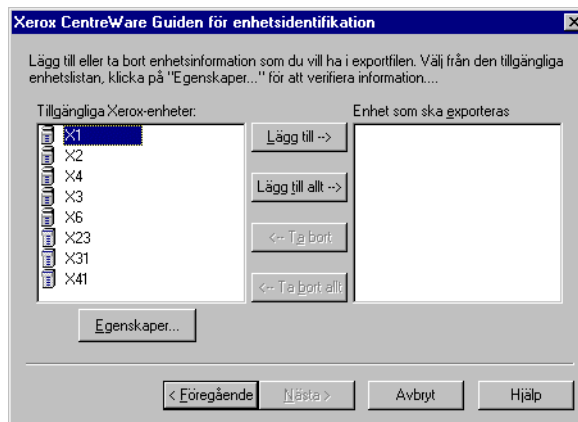 Xerox CentreWare Guiden för enhetsidentifikation
Lägg till eller ta bort enhetsinformation som du vill ha i exportfilen. Välj från den tillgängliga
enhetslistan, klicka på "Egenskaper..." för att verifiera information....
Tillgängliga Xerox-enheter:
Enhet som ska exporteras
X1
X2
X4
X3
X6
X23
X31
X41
Lägg till -->
Lägg till allt -->
<-- Ta bort
<-- Ta bort allt
Egenskaper...
< Föregående
Nästa >
Avbryt
Hjälp